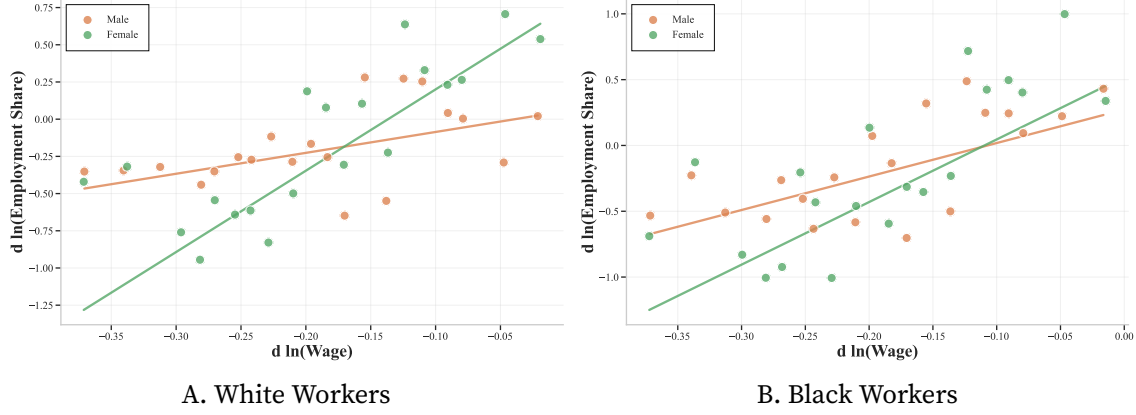 0.75
0.50
0.25
0.00
−0.25
−0.50
−0.75
−1.00
−1.25
−0.35
−0.30
−0.25
−0.20
−0.15
−0.10
−0.05
d ln(Employment Share)
d ln(Wage)
Male
Female
A. White Workers
1.0
0.5
0.0
−0.5
−1.0
−0.35
−0.30
−0.25
−0.20
−0.15
−0.10
−0.05
0.00
d ln(Employment Share)
d ln(Wage)
Male
Female
B. Black Workers